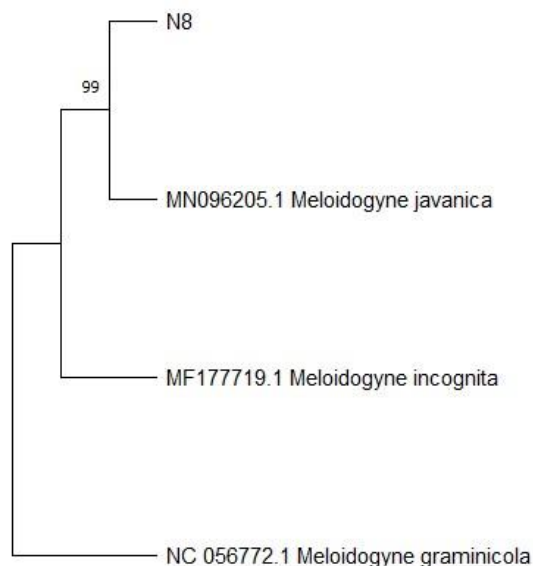 N8
99
MN096205.1 Meloidogyne javanica
MF177719.1 Meloidogyne incognita
NC 056772.1 Meloidogyne graminicola